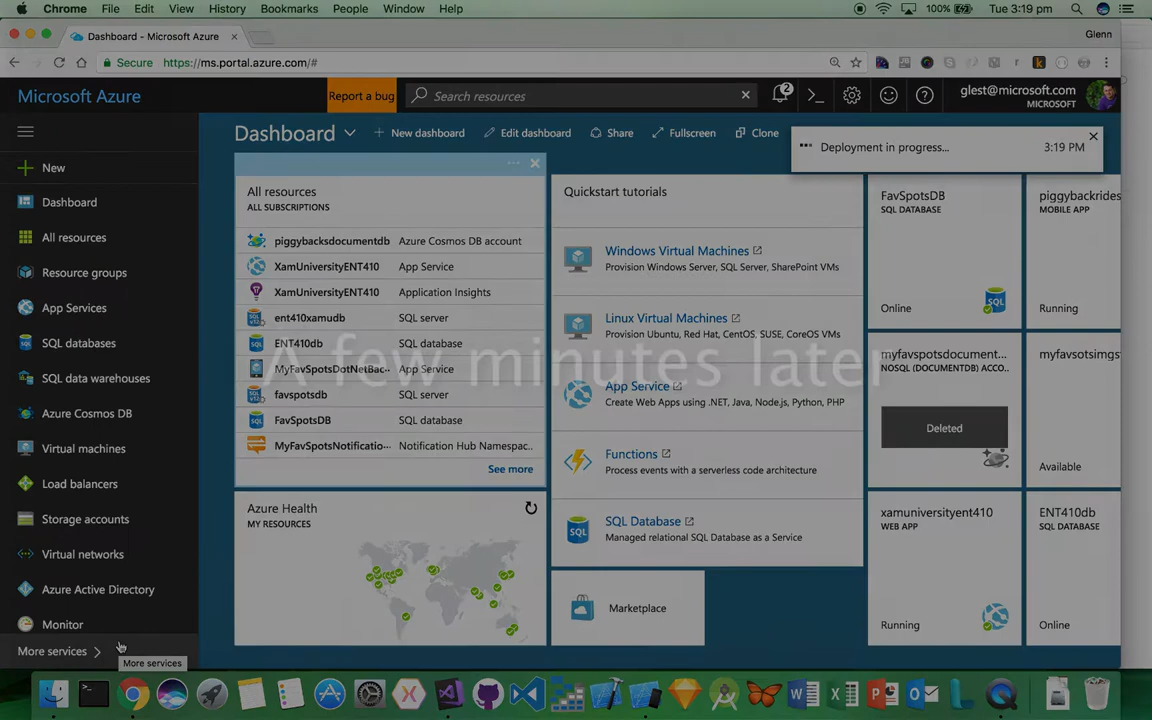 Chrome File Edit View History Bookmarks People Window Help 100% Tue 3:19 pm
Dashboard - Microsoft Azure Glenn
Secure https://ms.portal.azure.com/#
Microsoft Azure Report a bug Search resources 2 glest@microsoft.com
MICROSOFT
Dashboard New dashboard Edit dashboard Share Fullscreen Clone
Deployment in progress... 3:19 PM
New
Dashboard
All resources
Resource groups
App Services
SQL databases
SQL data warehouses
Azure Cosmos DB
Virtual machines
Load balancers
Storage accounts
Virtual networks
Azure Active Directory
Monitor
More services
More services
All resources
ALL SUBSCRIPTIONS
piggybacksdocumentdb Azure Cosmos DB account
XamUniversityENT410 App Service
XamUniversityENT410 Application Insights
ent410xamudb SQL server
ENT410db SQL database
MyFavSpotsDotNetBac... App Service
favspotsdb SQL server
FavSpotsDB SQL database
MyFavSpotsNotificatio... Notification Hub Namespac...
See more
Azure Health
MY RESOURCES
Quickstart tutorials
Windows Virtual Machines
Provision Windows Server, SQL Server, SharePoint VMs
Linux Virtual Machines
Provision Ubuntu, Red Hat, CentOS, SUSE, CoreOS VMs
App Service
Create Web Apps using .NET, Java, Node.js, Python, PHP
Functions
Process events with a serverless code architecture
SQL Database
Managed relational SQL Database as a Service
Marketplace
A few minutes later
FavSpotsDB
SQL DATABASE
Online
SQL
piggybackrides
MOBILE APP
Running
myfavspotsdocument...
NOSQL (DOCUMENTDB) ACCO...
Deleted
myfavsotsimgs
Available
xamuniversityent410
WEB APP
Running
ENT410db
SQL DATABASE
Online